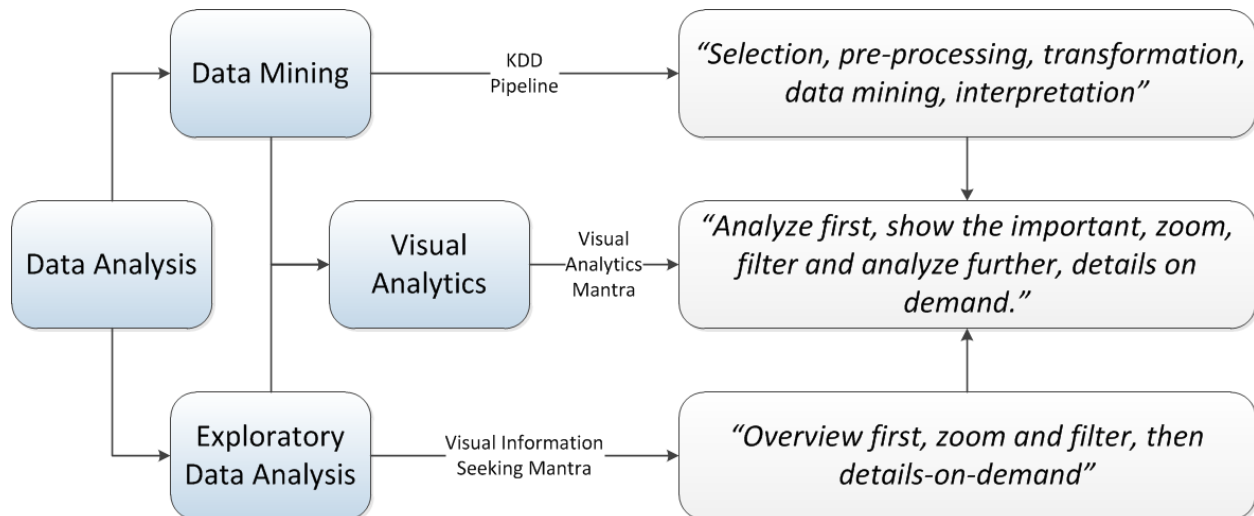 Data Mining
KDD
Pipeline
“Selection, pre-processing, transformation,
data mining, interpretation”
Data Analysis
Visual
Analytics
Visual
Analytics
Mantra
“Analyze first, show the important, zoom,
filter and analyze further, details on
demand.”
Exploratory
Data Analysis
Visual Information
Seeking Mantra
“Overview first, zoom and filter, then
details-on-demand”